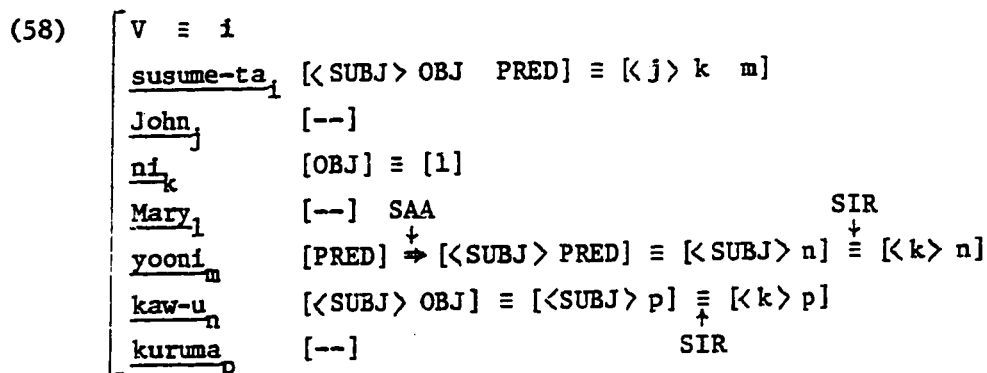 (58) V ≡ i
susume-ta_i [<SUBJ> OBJ PRED] ≡ [<j> k m]
John_j [--]
ni_k [OBJ] ≡ [l]
Mary_l [--] SAA SIR
yooni_m [PRED] ⇒ [<SUBJ> PRED] ≡ [<SUBJ> n] ≡ [<k> n]
kaw-u_n [<SUBJ> OBJ] ≡ [<SUBJ> p] ≡ [<k> p]
kuruma_p [--] SIR